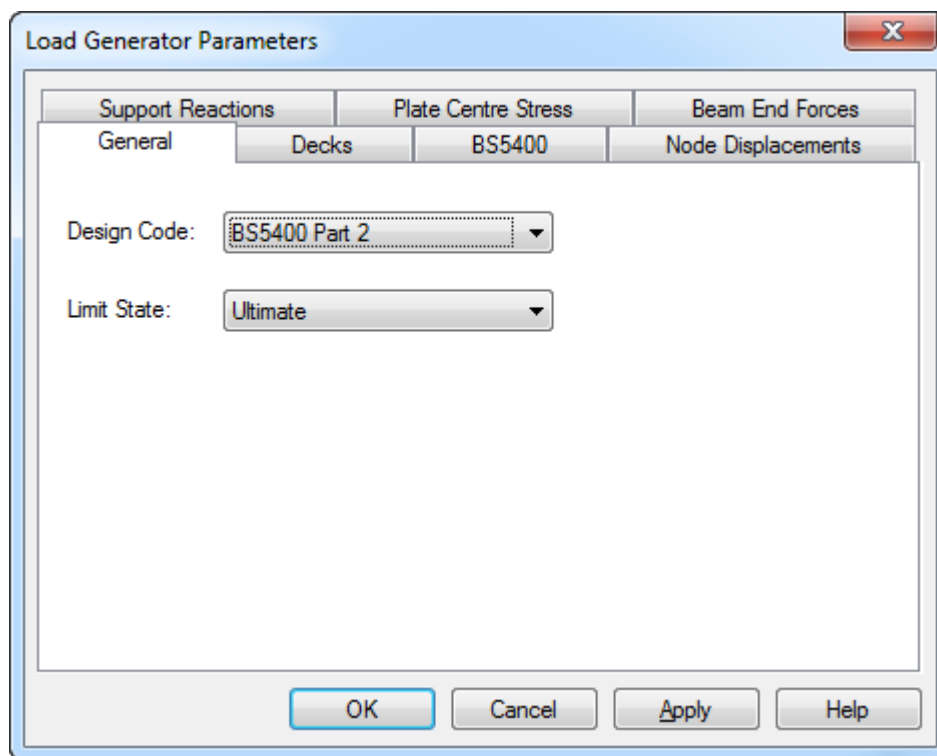 Load Generator Parameters
Support Reactions Plate Centre Stress Beam End Forces
General Decks BS5400 Node Displacements
Design Code: BS5400 Part 2
Limit State: Ultimate
OK Cancel Apply Help